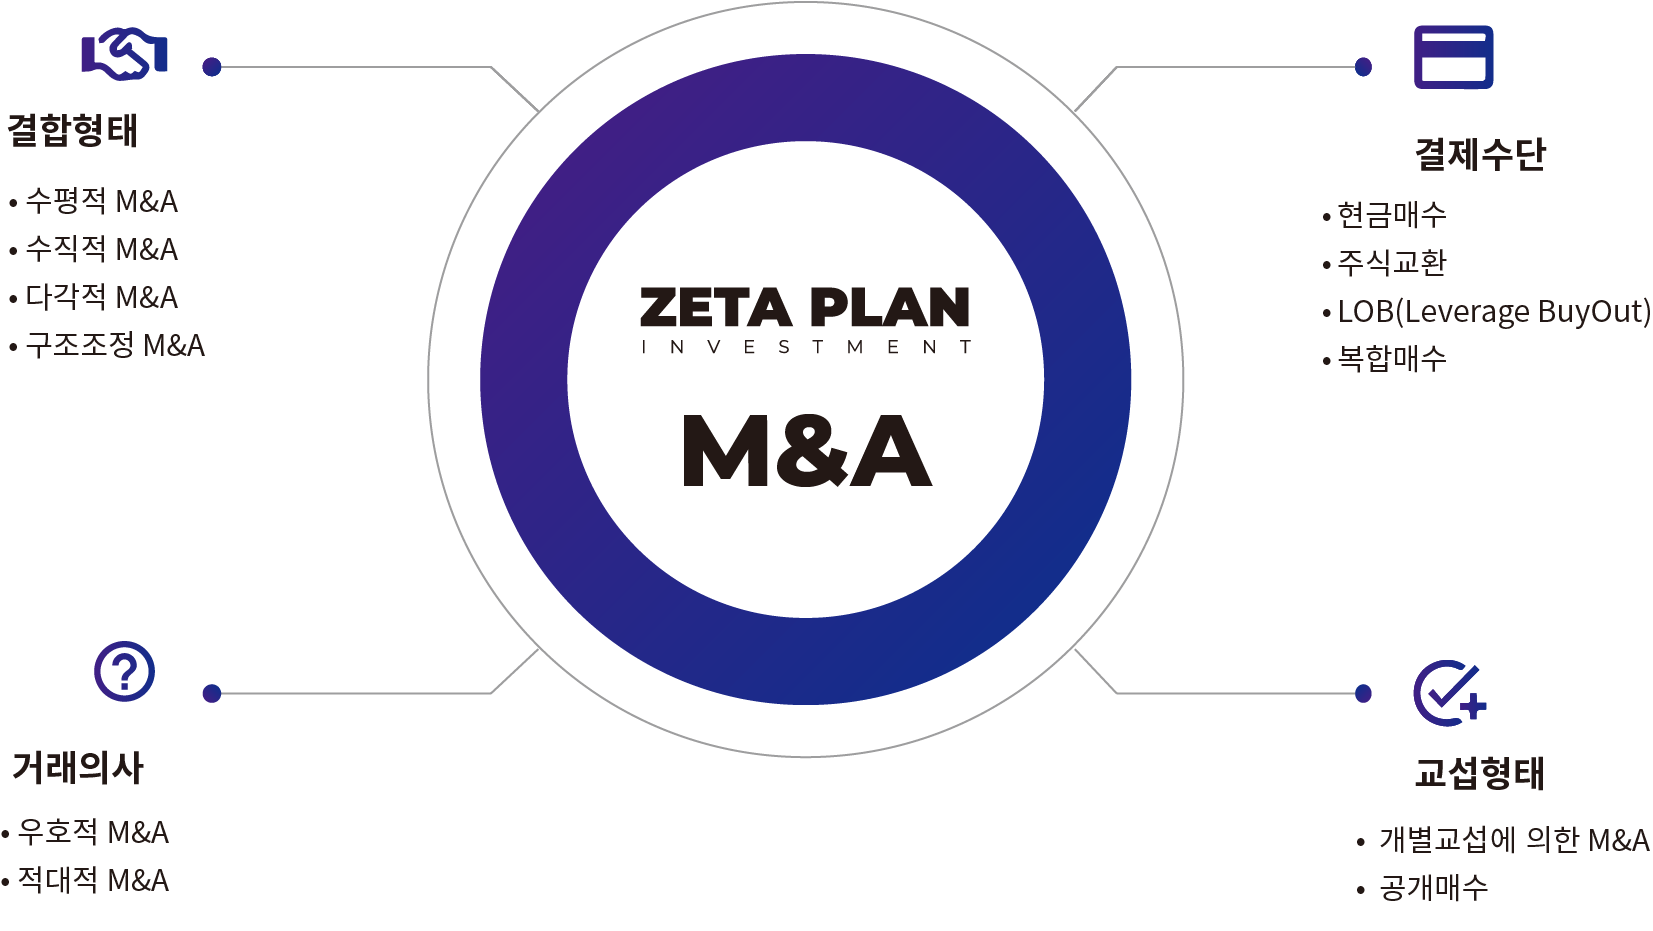 결합형태
• 수평적 M&A
• 수직적 M&A
• 다각적 M&A
• 구조조정 M&A
결제수단
• 현금매수
• 주식교환
• LOB(Leverage BuyOut)
• 복합매수
ZETA PLAN
INVESTMENT
M&A
거래의사
• 우호적 M&A
• 적대적 M&A
교섭형태
• 개별교섭에 의한 M&A
• 공개매수